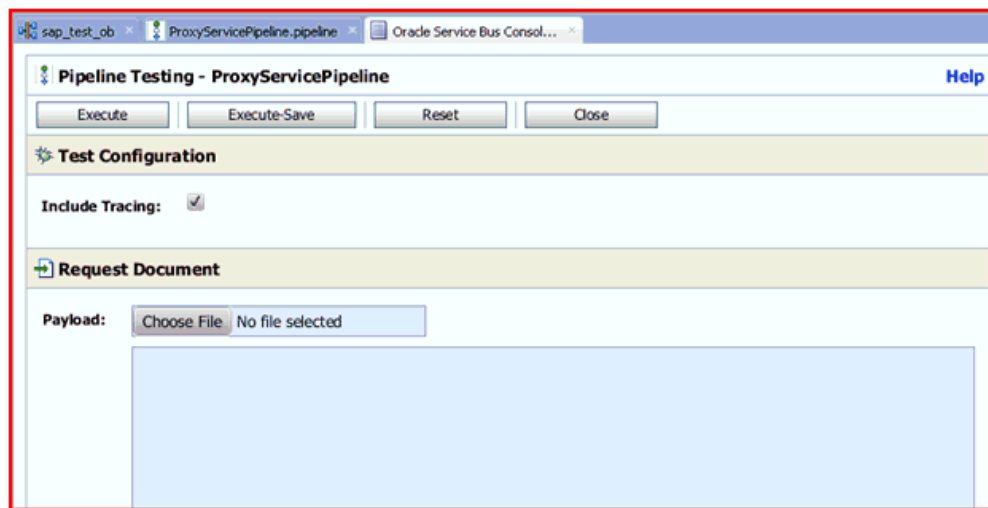 sap_test_ob ProxyServicePipeline.pipeline Oracle Service Bus Consol...
Pipeline Testing - ProxyServicePipeline Help
Execute Execute-Save Reset Close
Test Configuration
Include Tracing:
Request Document
Payload: Choose File No file selected